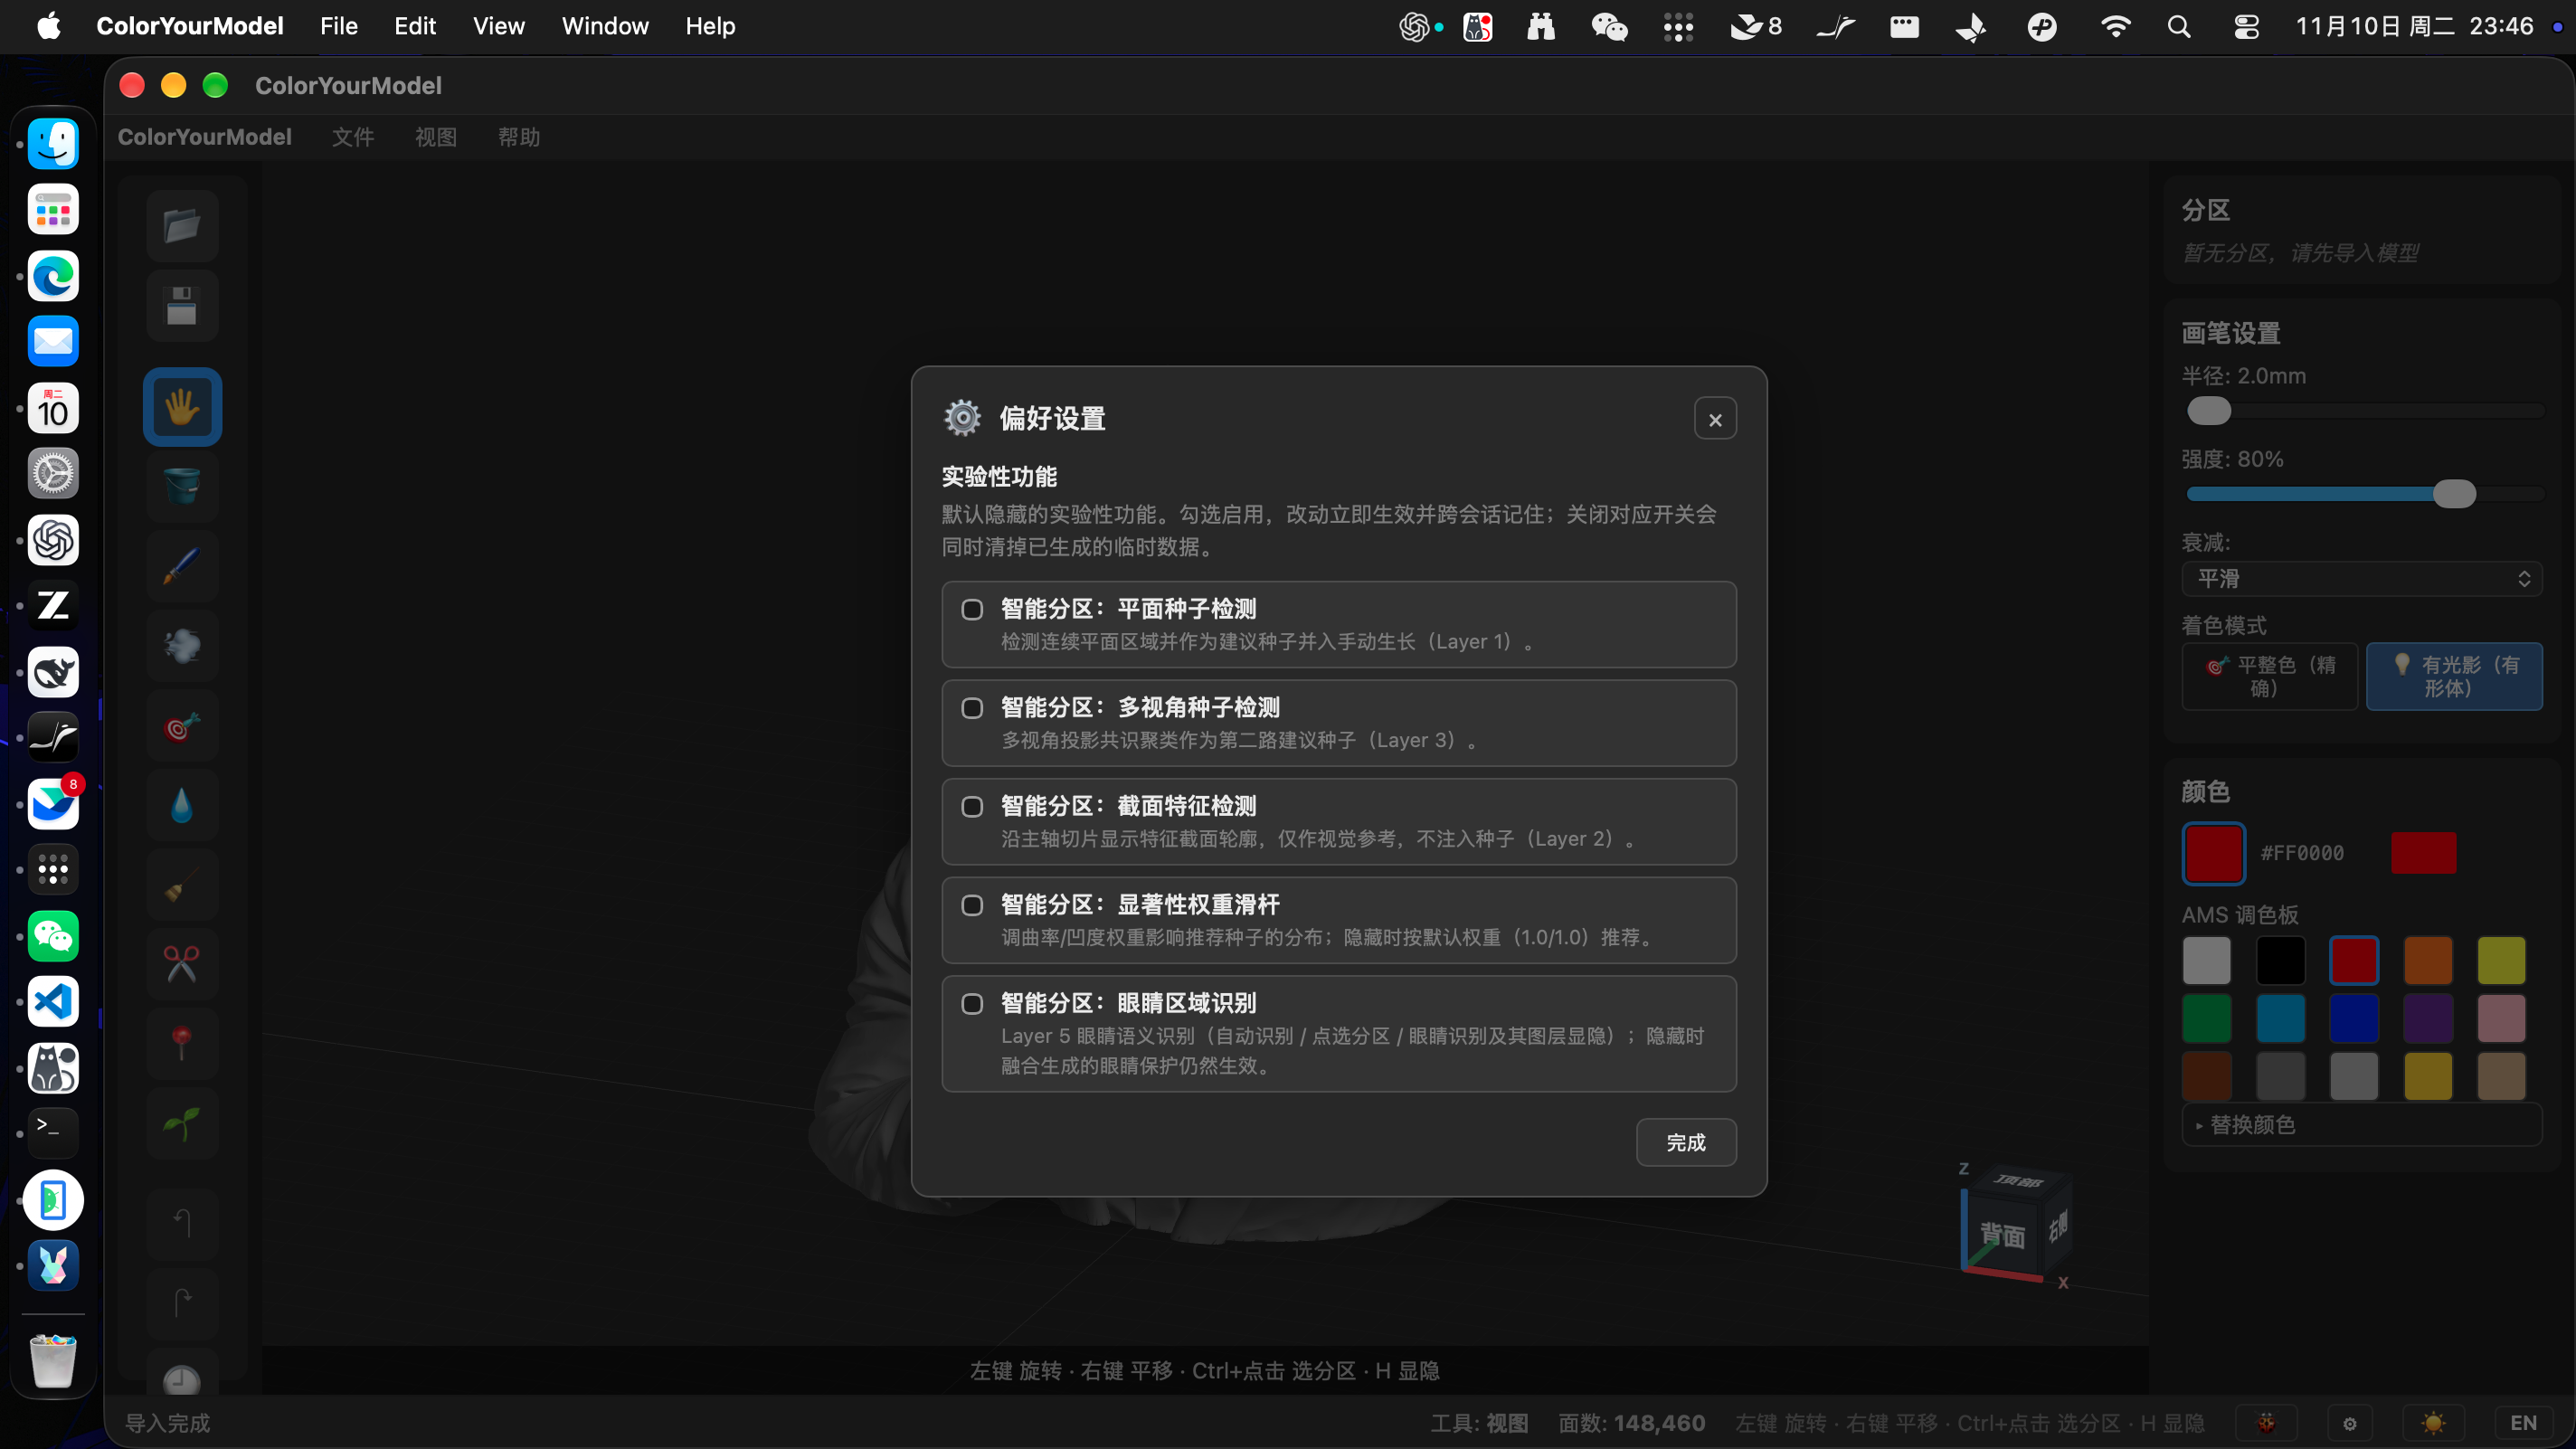 ColorYourModel File Edit View Window Help 8 11月10日 周二 23:46
ColorYourModel
ColorYourModel 文件 视图 帮助
周二
10
8
分区
暂无分区，请先导入模型
画笔设置
半径: 2.0mm
强度: 80%
衰减:
平滑
着色模式
🎯 平整色（精
确）
💡 有光影（有
形体）
颜色
#FF0000
AMS 调色板
▸ 替换颜色
偏好设置
×
实验性功能
默认隐藏的实验性功能。勾选启用，改动立即生效并跨会话记住；关闭对应开关会
同时清掉已生成的临时数据。
智能分区：平面种子检测
检测连续平面区域并作为建议种子并入手动生长（Layer 1）。
智能分区：多视角种子检测
多视角投影共识聚类作为第二路建议种子（Layer 3）。
智能分区：截面特征检测
沿主轴切片显示特征截面轮廓，仅作视觉参考，不注入种子（Layer 2）。
智能分区：显著性权重滑杆
调曲率/凹度权重影响推荐种子的分布；隐藏时按默认权重（1.0/1.0）推荐。
智能分区：眼睛区域识别
Layer 5 眼睛语义识别（自动识别 / 点选分区 / 眼睛识别及其图层显隐）；隐藏时
融合生成的眼睛保护仍然生效。
完成
Z
顶部
背面
右侧
X
左键 旋转 · 右键 平移 · Ctrl+点击 选分区 · H 显隐
导入完成 工具: 视图 面数: 148,460 左键 旋转 · 右键 平移 · Ctrl+点击 选分区 · H 显隐 EN